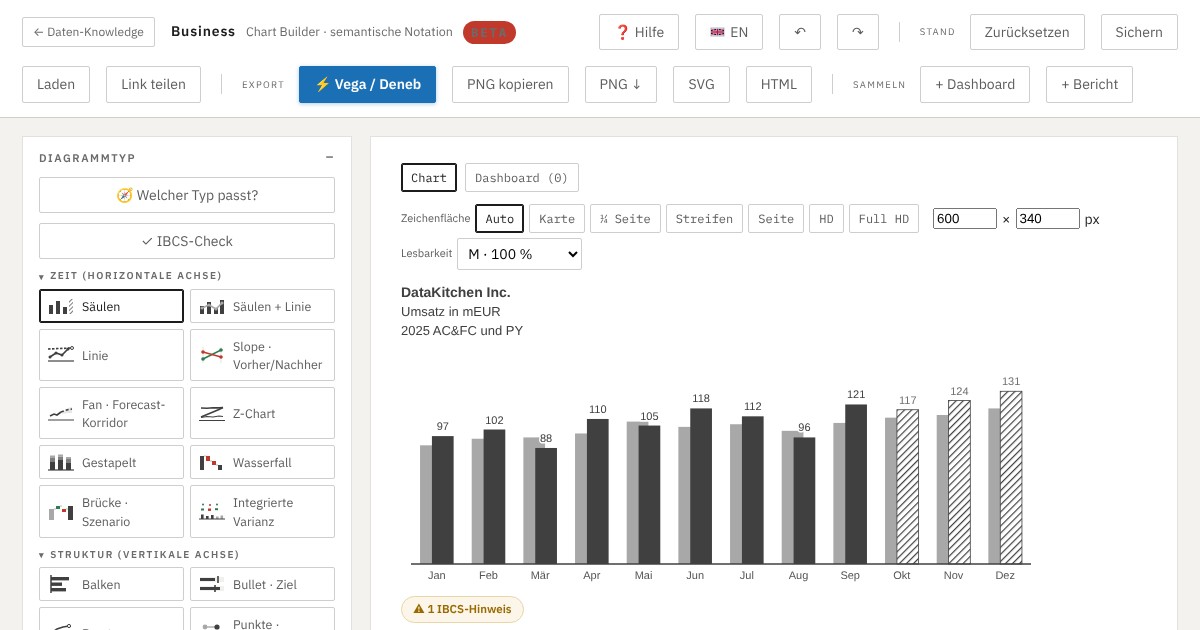 ← Daten-Knowledge
Business Chart Builder · semantische Notation BETA
❓ Hilfe
EN
↶
↷
STAND
Zurücksetzen
Sichern
Laden
Link teilen
EXPORT
⚡ Vega / Deneb
PNG kopieren
PNG ↓
SVG
HTML
SAMMELN
+ Dashboard
+ Bericht
DIAGRAMMTYP −
🧭 Welcher Typ passt?
✓ IBCS-Check
▾ ZEIT (HORIZONTALE ACHSE)
Säulen
Säulen + Linie
Linie
Slope ·
Vorher/Nachher
Fan · Forecast-
Korridor
Z-Chart
Gestapelt
Wasserfall
Brücke ·
Szenario
Integrierte
Varianz
▾ STRUKTUR (VERTIKALE ACHSE)
Balken
Bullet · Ziel
Punkte ·
Chart
Dashboard (0)
Zeichenfläche Auto Karte ¼ Seite Streifen Seite HD Full HD 600 × 340 px
Lesbarkeit M · 100 %
DataKitchen Inc.
Umsatz in mEUR
2025 AC&FC und PY
97 102 88 110 105 118 112 96 121 117 124 131
Jan Feb Mär Apr Mai Jun Jul Aug Sep Okt Nov Dez
⚠ 1 IBCS-Hinweis